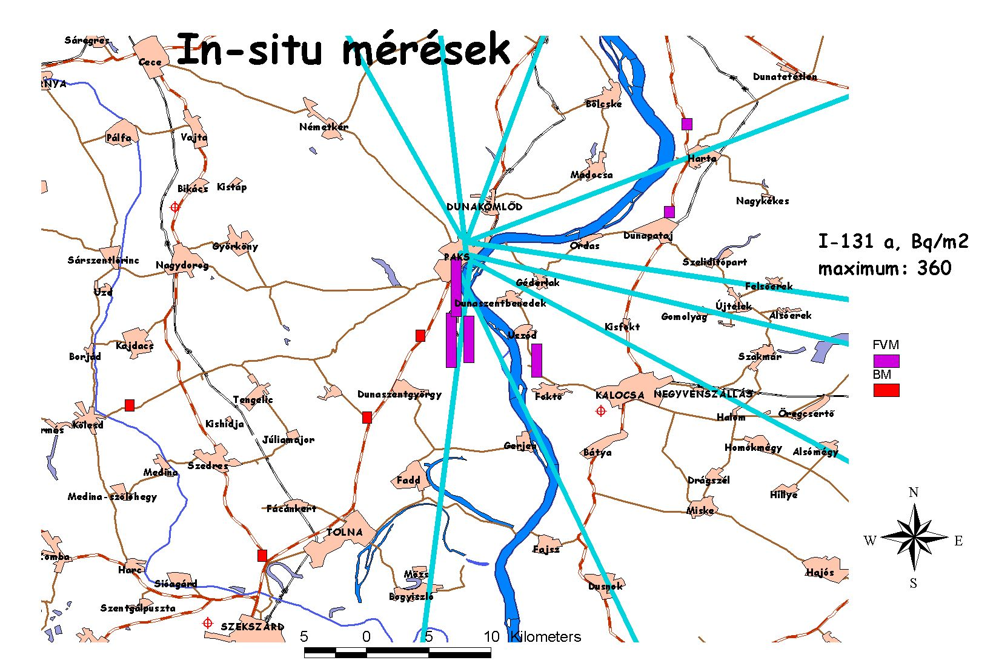 In-situ mérések
Sáregres
Cece
RNYA
Dunatetétlen
Bölcske
Németkér
Pálfa
Vajta
Harta
Madocsa
Bikács
Kistáp
Nagykékes
DUNAKÖMLŐD
Dunapataj
Györköny
Ordas
I-131 a, Bq/m2
maximum: 360
PAKS
Sárszentlőrinc
Nagydorog
Szeliditópart
Géderlak
Felsőerek
Uzd
Dunaszentbenedek
Újtelek
Gomolyag
Alsóerek
Kisfokt
Uszód
FVM
Kajdacs
Borjád
Szakmár
BM
Dunaszentgyörgy
Foktő
KALOCSA
NEGYVENSZÁLLÁS
Tengelic
Öregcsertő
Halom
Kölesd
Kishidja
rmás
Júliamajor
Gerjen
Bátya
Homokmégy
Alsómégy
Szedres
Medina
Fadd
Drágszél
Medina-szőlőhegy
Hillye
N
Fácánkert
Miske
TOLNA
W
E
Fajsz
Harc
Mözs
Hajós
Sióagárd
S
Dusnok
Bogyiszló
Szentgálpuszta
SZEKSZÁRD
5 0 5 10 Kilometers